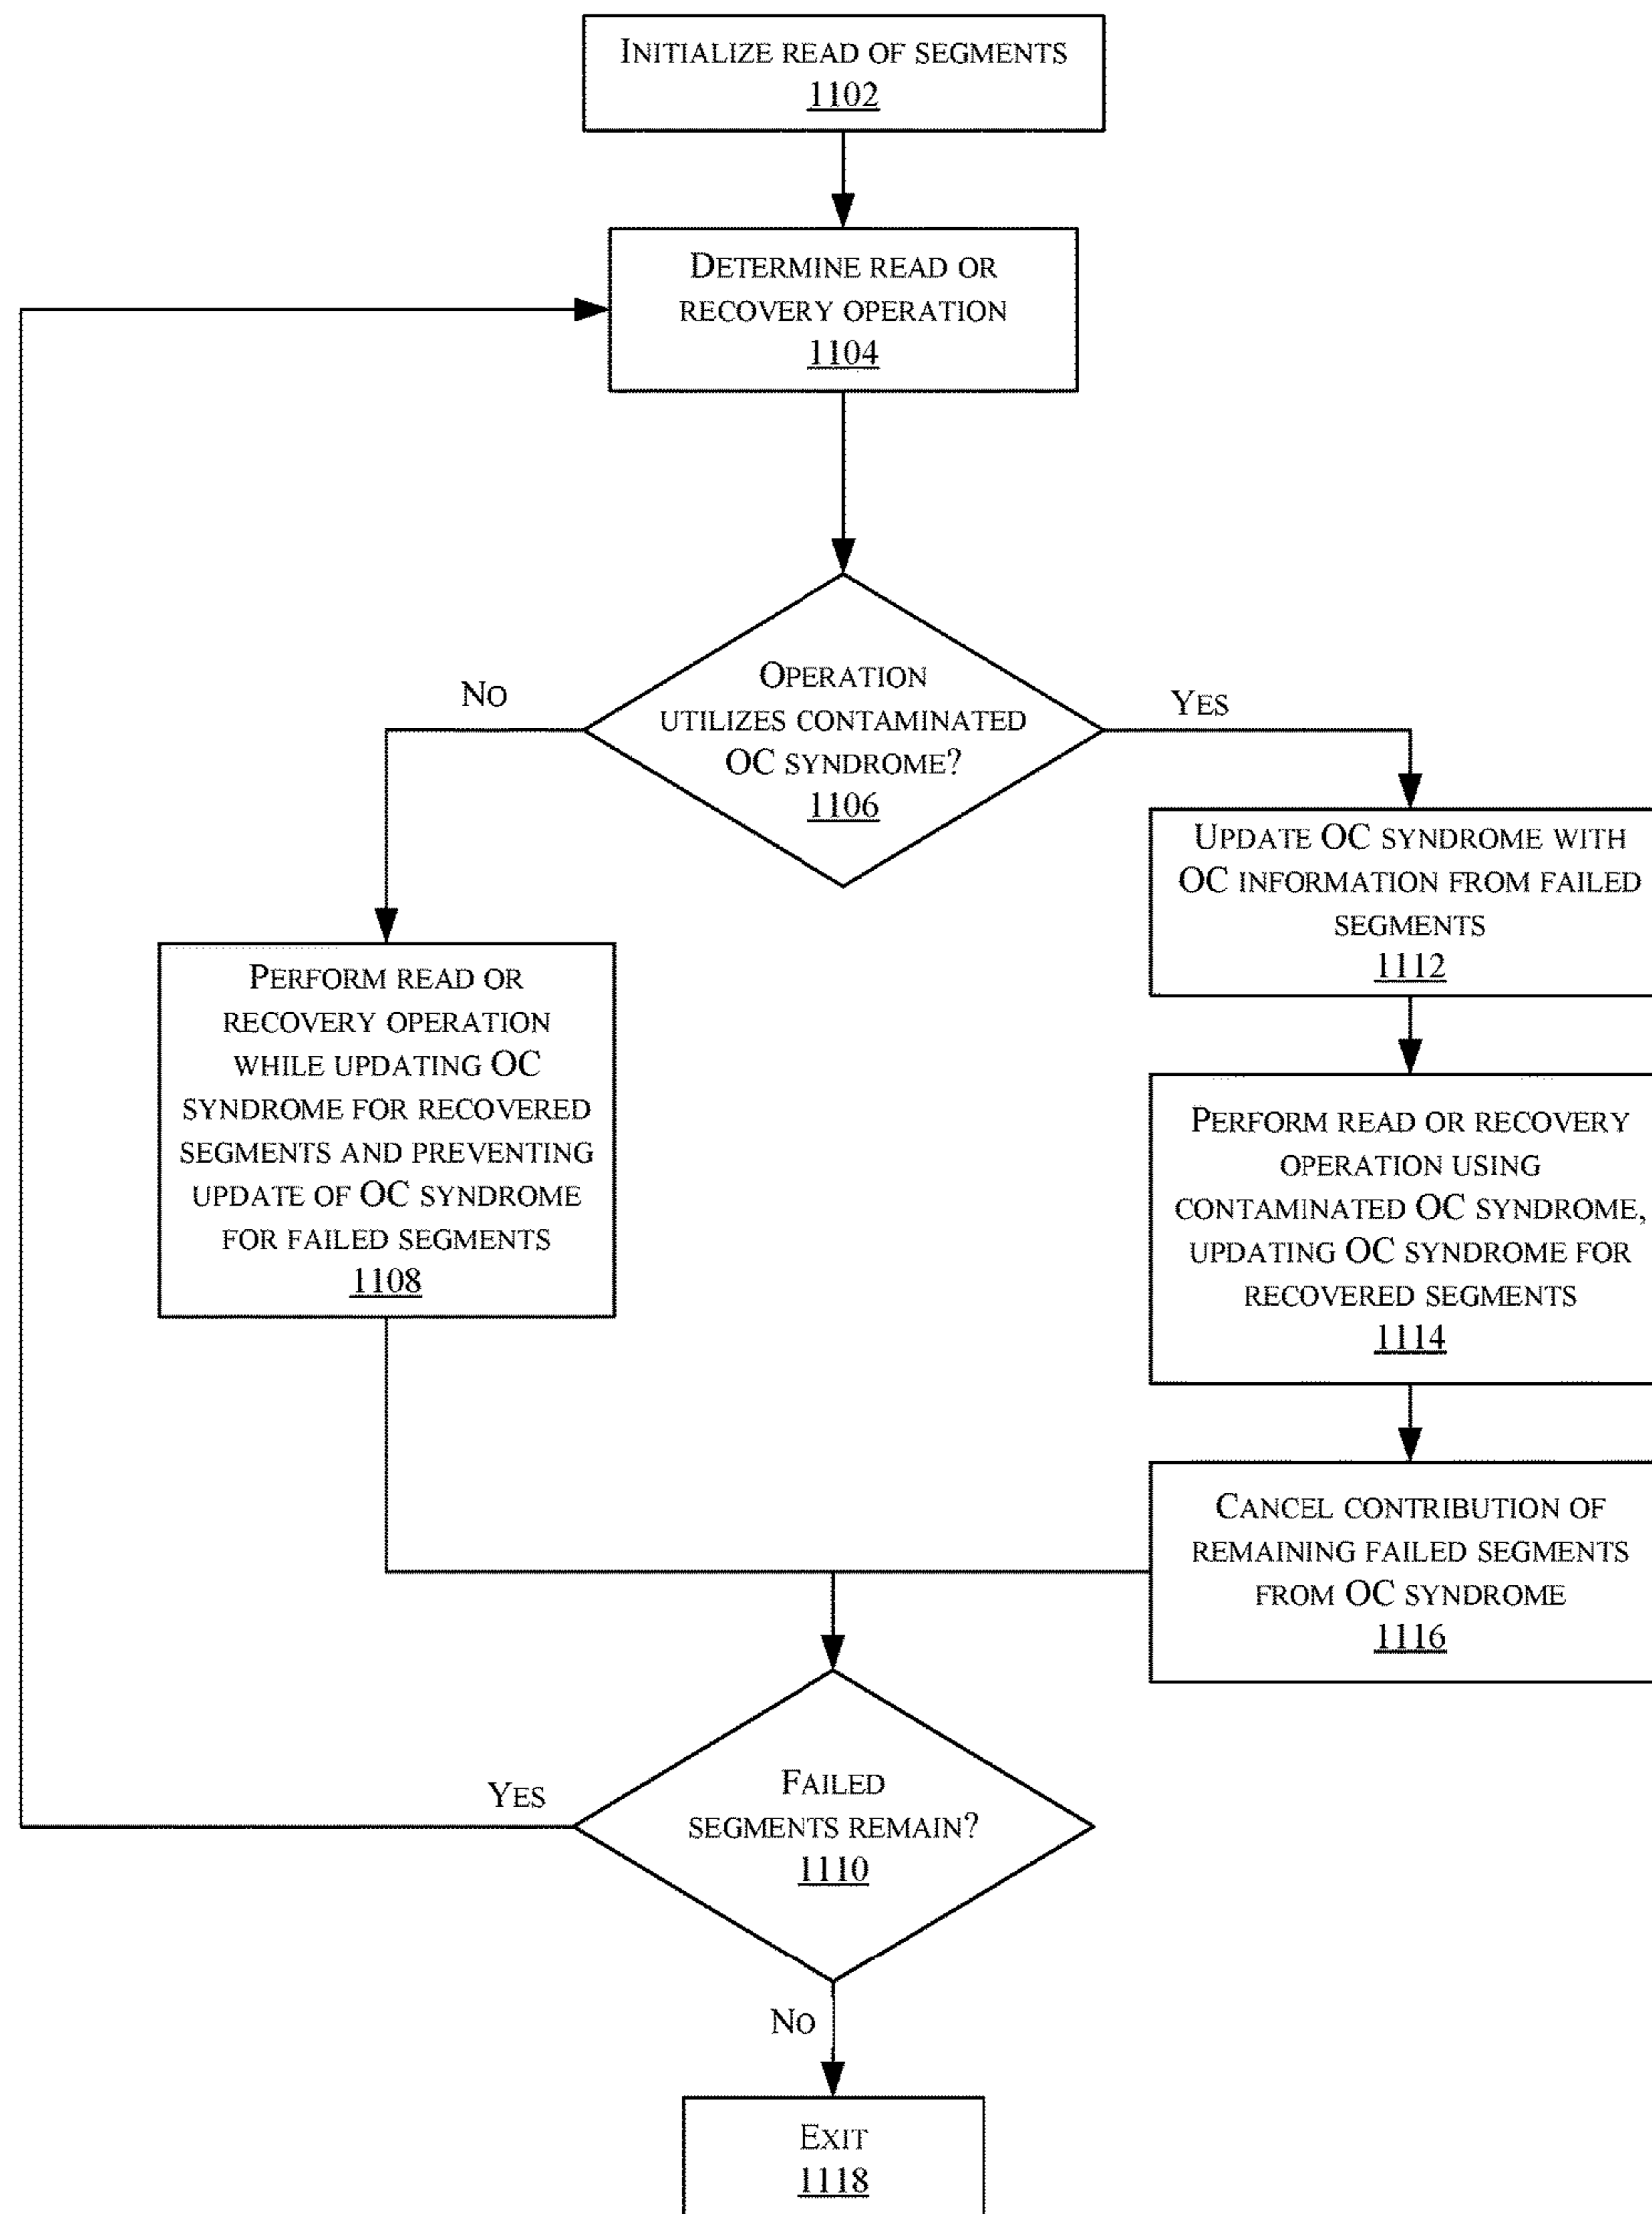 INITIALIZE READ OF SEGMENTS
1102
DETERMINE READ OR
RECOVERY OPERATION
1104
OPERATION
UTILIZES CONTAMINATED
OC SYNDROME?
1106
NO
YES
PERFORM READ OR
RECOVERY OPERATION
WHILE UPDATING OC
SYNDROME FOR RECOVERED
SEGMENTS AND PREVENTING
UPDATE OF OC SYNDROME
FOR FAILED SEGMENTS
1108
UPDATE OC SYNDROME WITH
OC INFORMATION FROM FAILED
SEGMENTS
1112
PERFORM READ OR RECOVERY
OPERATION USING
CONTAMINATED OC SYNDROME,
UPDATING OC SYNDROME FOR
RECOVERED SEGMENTS
1114
CANCEL CONTRIBUTION OF
REMAINING FAILED SEGMENTS
FROM OC SYNDROME
1116
YES
FAILED
SEGMENTS REMAIN?
1110
NO
EXIT
1118